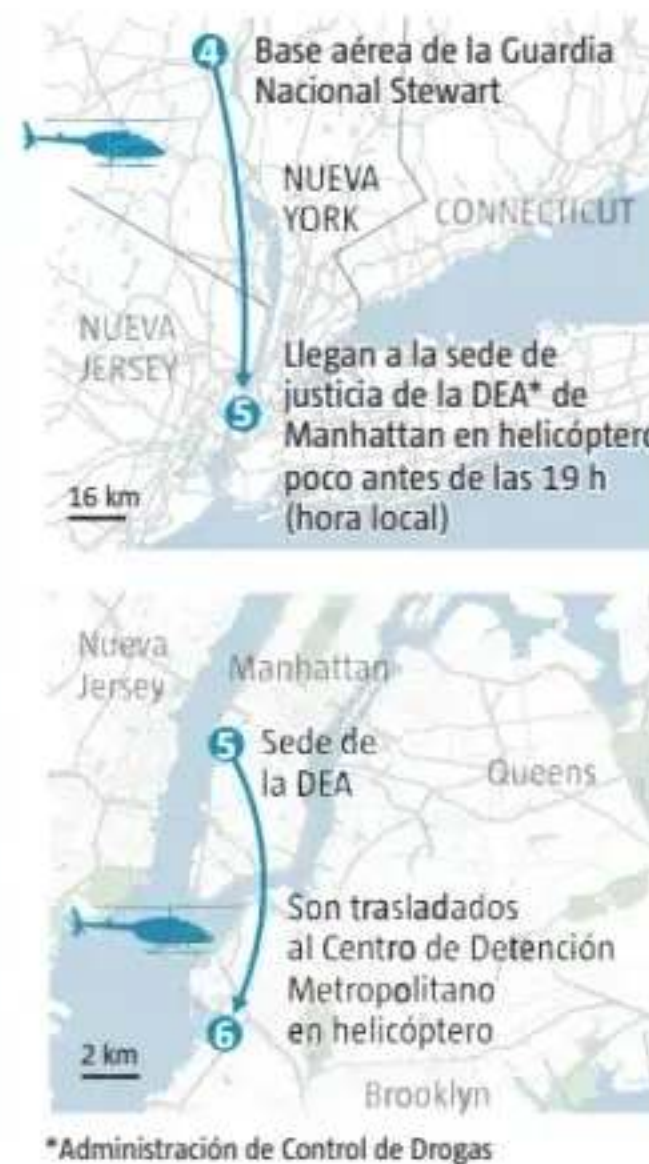 4 Base aérea de la Guardia
Nacional Stewart
NUEVA
YORK
CONNECTICUT
NUEVA
JERSEY
5 Llegan a la sede de
justicia de la DEA* de
Manhattan en helicóptero
poco antes de las 19 h
(hora local)
16 km
Nueva
Jersey
Manhattan
5 Sede de
la DEA
Queens
Son trasladados
al Centro de Detención
Metropolitano
6 en helicóptero
2 km
Brooklyn
*Administración de Control de Drogas